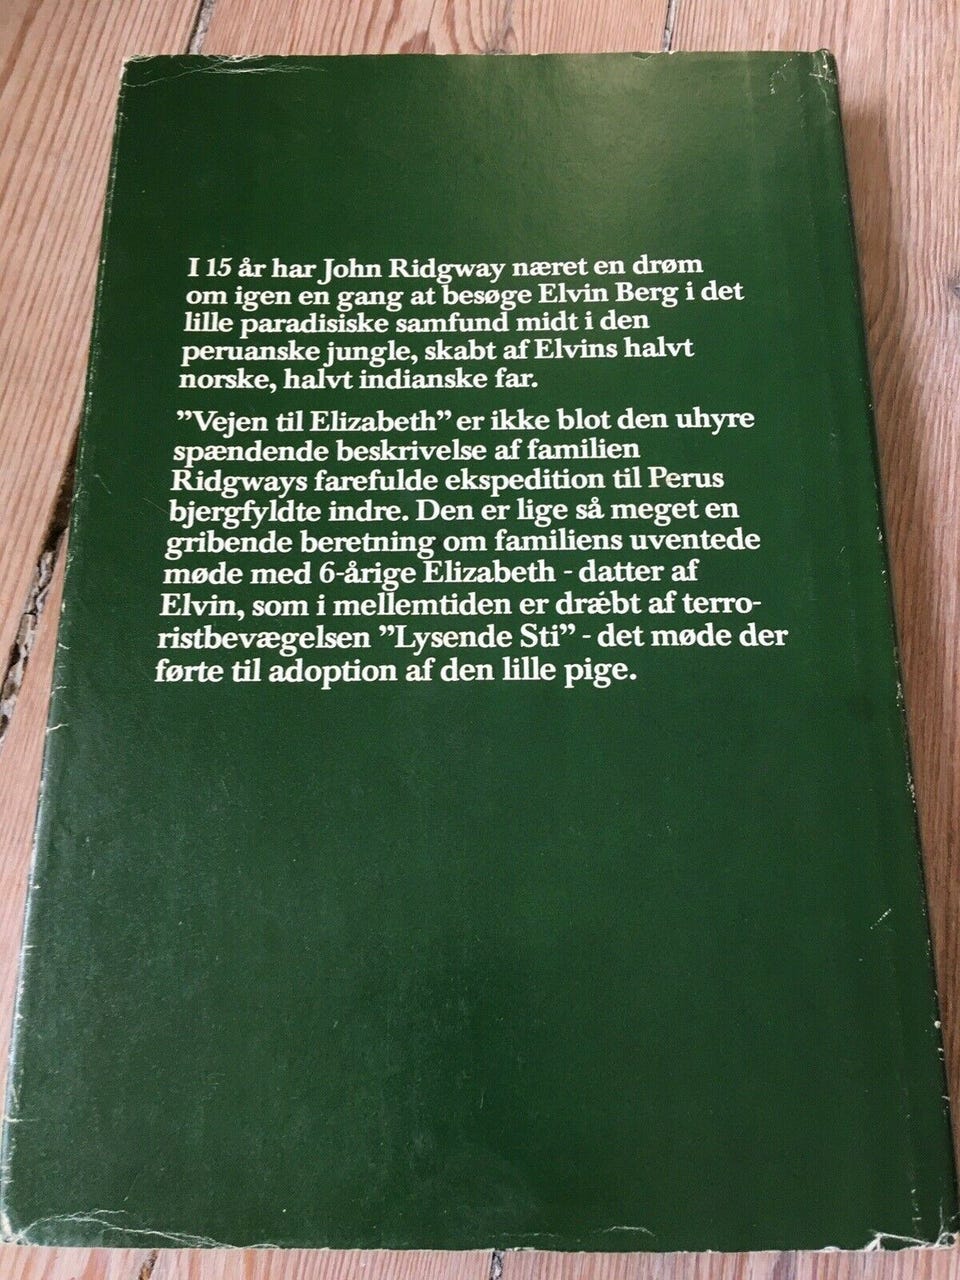 I 15 år har John Ridgway næret en drøm
om igen en gang at besøge Elvin Berg i det
lille paradisiske samfund midt i den
peruanske jungle, skabt af Elvins halvt
norske, halvt indianske far.
”Vejen til Elizabeth” er ikke blot den uhyre
spændende beskrivelse af familien
Ridgways farefulde ekspedition til Perus
bjergfyldte indre. Den er lige så meget en
gribende beretning om familiens uventede
møde med 6-årige Elizabeth - datter af
Elvin, som i mellemtiden er dræbt af terro-
ristbevægelsen ”Lysende Sti” - det møde der
førte til adoption af den lille pige.